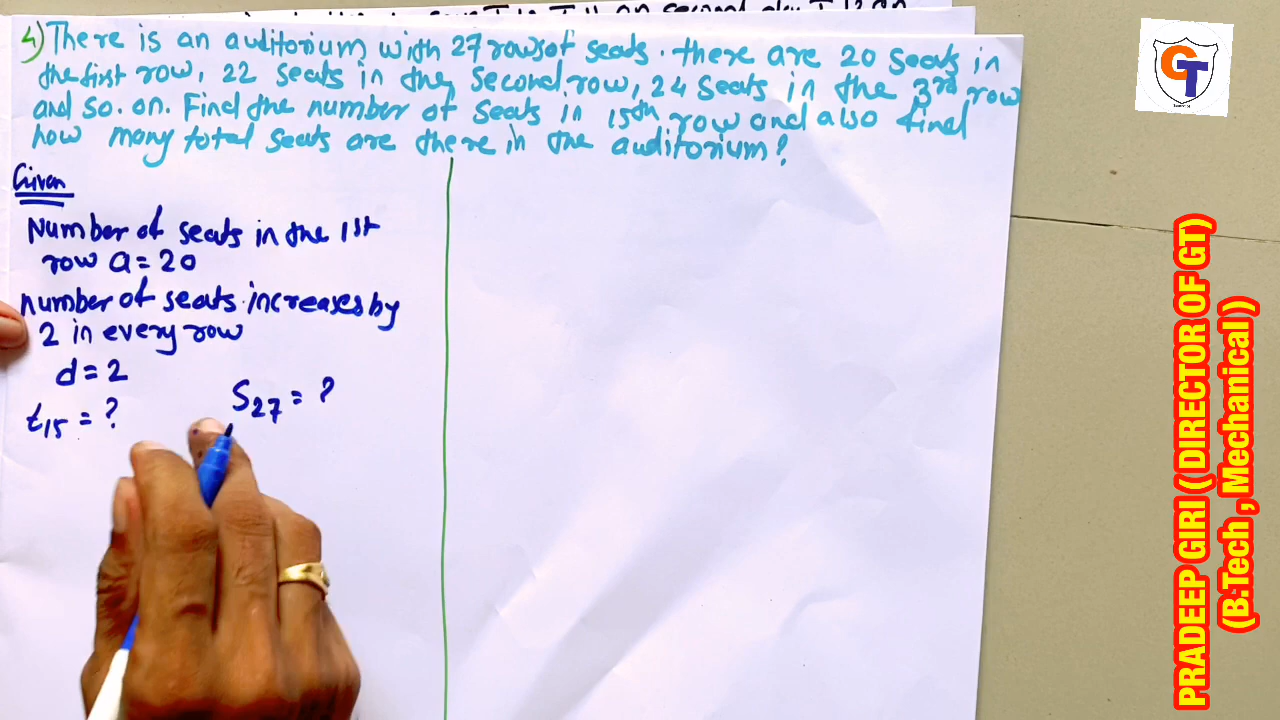 4) There is an auditorium with 27 rows of seats. there are 20 seats in
the first row, 22 seats in the second row, 24 seats in the 3rd row
and so. on. Find the number of seats in 15th row and also find
how many total seats are there in the auditorium?
Given
Number of seats in the 1st
row a = 20
number of seats increases by
2 in every row
d = 2
t15 = ?
S27 = ?
GT
PRADEEP GIRI ( DIRECTOR OF GT)
(B.Tech , Mechanical )